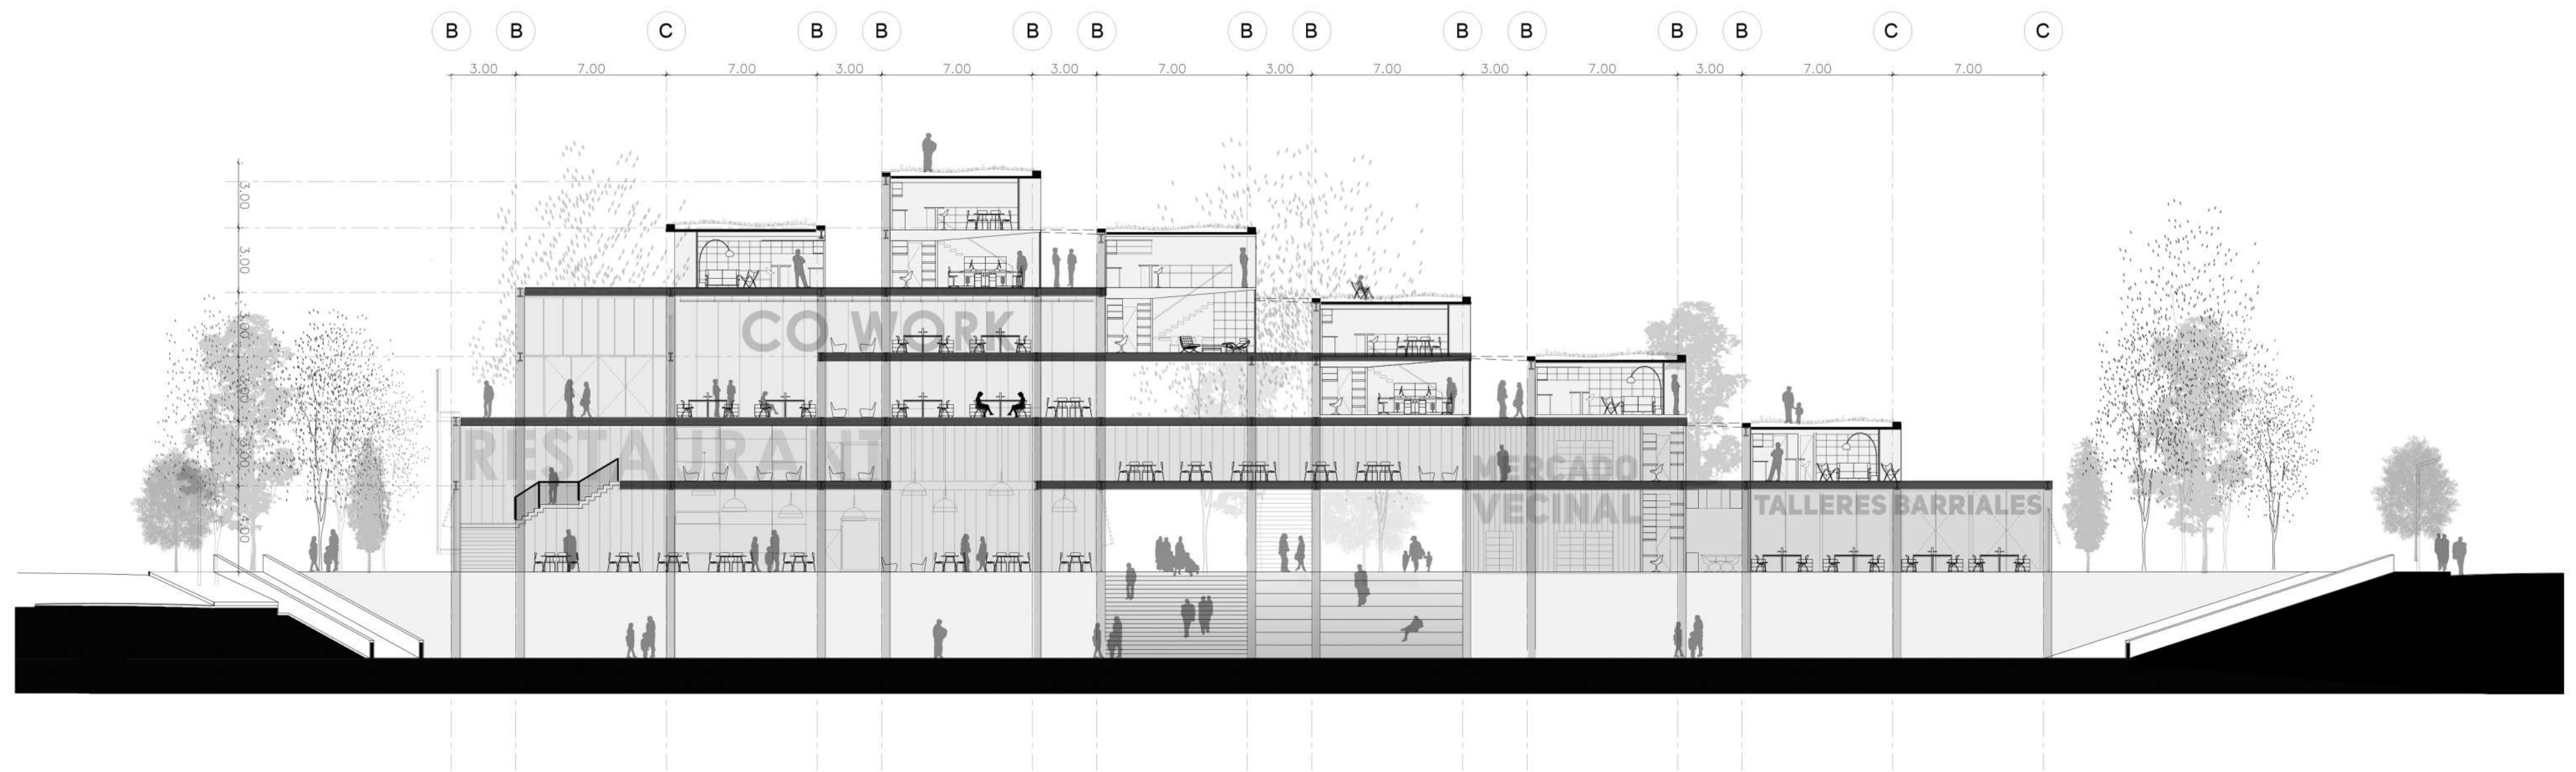 B B C B B B B B B B B B B C C
3.00 7.00 7.00 3.00 7.00 3.00 7.00 3.00 7.00 3.00 7.00 3.00 7.00 7.00
3.00
3.00
3.00
3.00
3.00
4.00
CO WORK
RESTAURANT
MERCADO
VECINAL
TALLERES BARRIALES